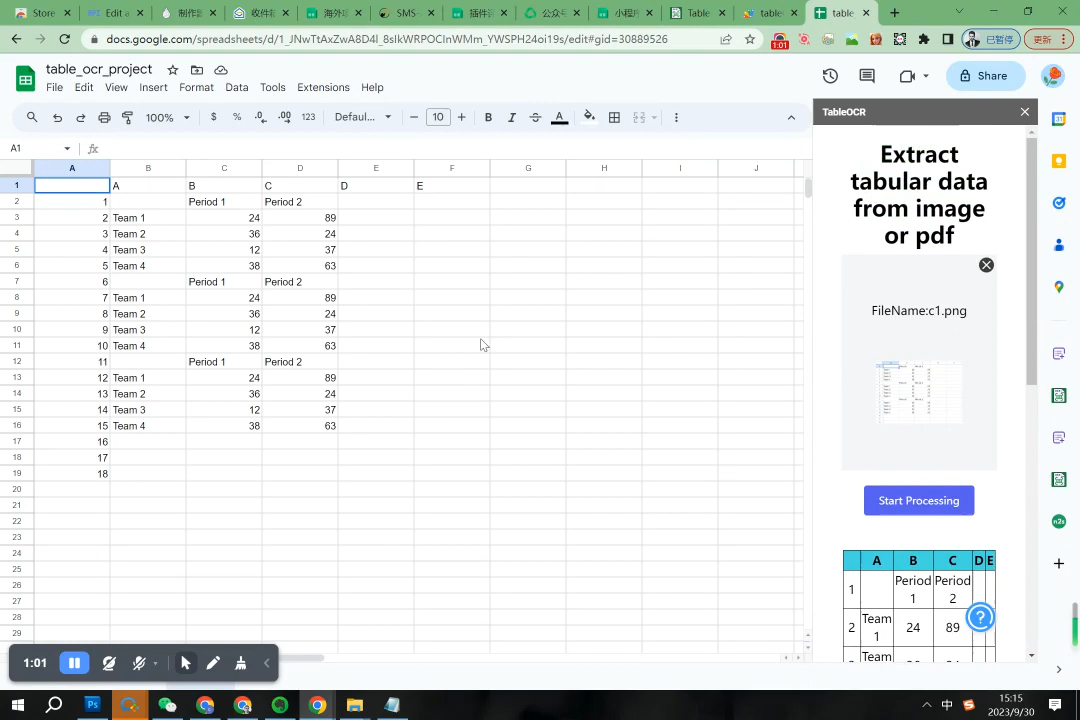 Store
Edit a
制作
收件
海外
SMS-
插件
公众号
小程序
Table
table-
table
docs.google.com/spreadsheets/d/1_JNwTtAxZwA8D4l_8sIkWRPOCInWMm_YWSPH24oi19s/edit#gid=30889526
1:01
已暂停
更新
table_ocr_project
File Edit View Insert Format Data Tools Extensions Help
Share
100% $ % .0 .00 123 Defaul... 10 B I A
TableOCR
A1
fx
A B C D E F G H I J
1 A B C D E
2 1 Period 1 Period 2
3 2 Team 1 24 89
4 3 Team 2 36 24
5 4 Team 3 12 37
6 5 Team 4 38 63
7 6 Period 1 Period 2
8 7 Team 1 24 89
9 8 Team 2 36 24
10 9 Team 3 12 37
11 10 Team 4 38 63
12 11 Period 1 Period 2
13 12 Team 1 24 89
14 13 Team 2 36 24
15 14 Team 3 12 37
16 15 Team 4 38 63
17 16
18 17
19 18
20
21
22
23
24
25
26
27
28
29
Extract
tabular data
from image
or pdf
FileName:c1.png
Start Processing
A B C D E
1 Period 1 Period 2
2 Team 1 24 89
Team
31
n2s
?
1:01
Ps
中
15:15
2023/9/30